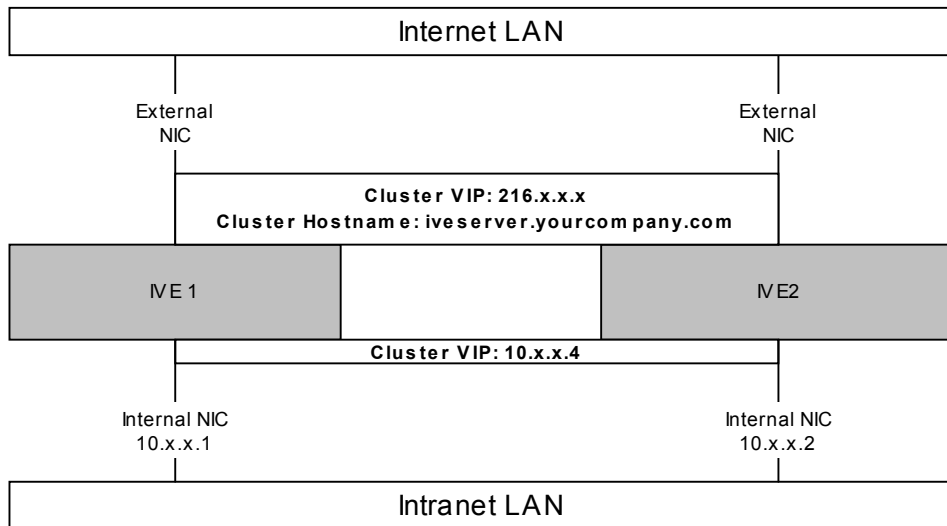 Internet LAN
External
NIC
External
NIC
Cluster VIP: 216.x.x.x
Cluster Hostname: iveserver.yourcompany.com
IVE 1
IVE2
Cluster VIP: 10.x.x.4
Internal NIC
10.x.x.1
Internal NIC
10.x.x.2
Intranet LAN